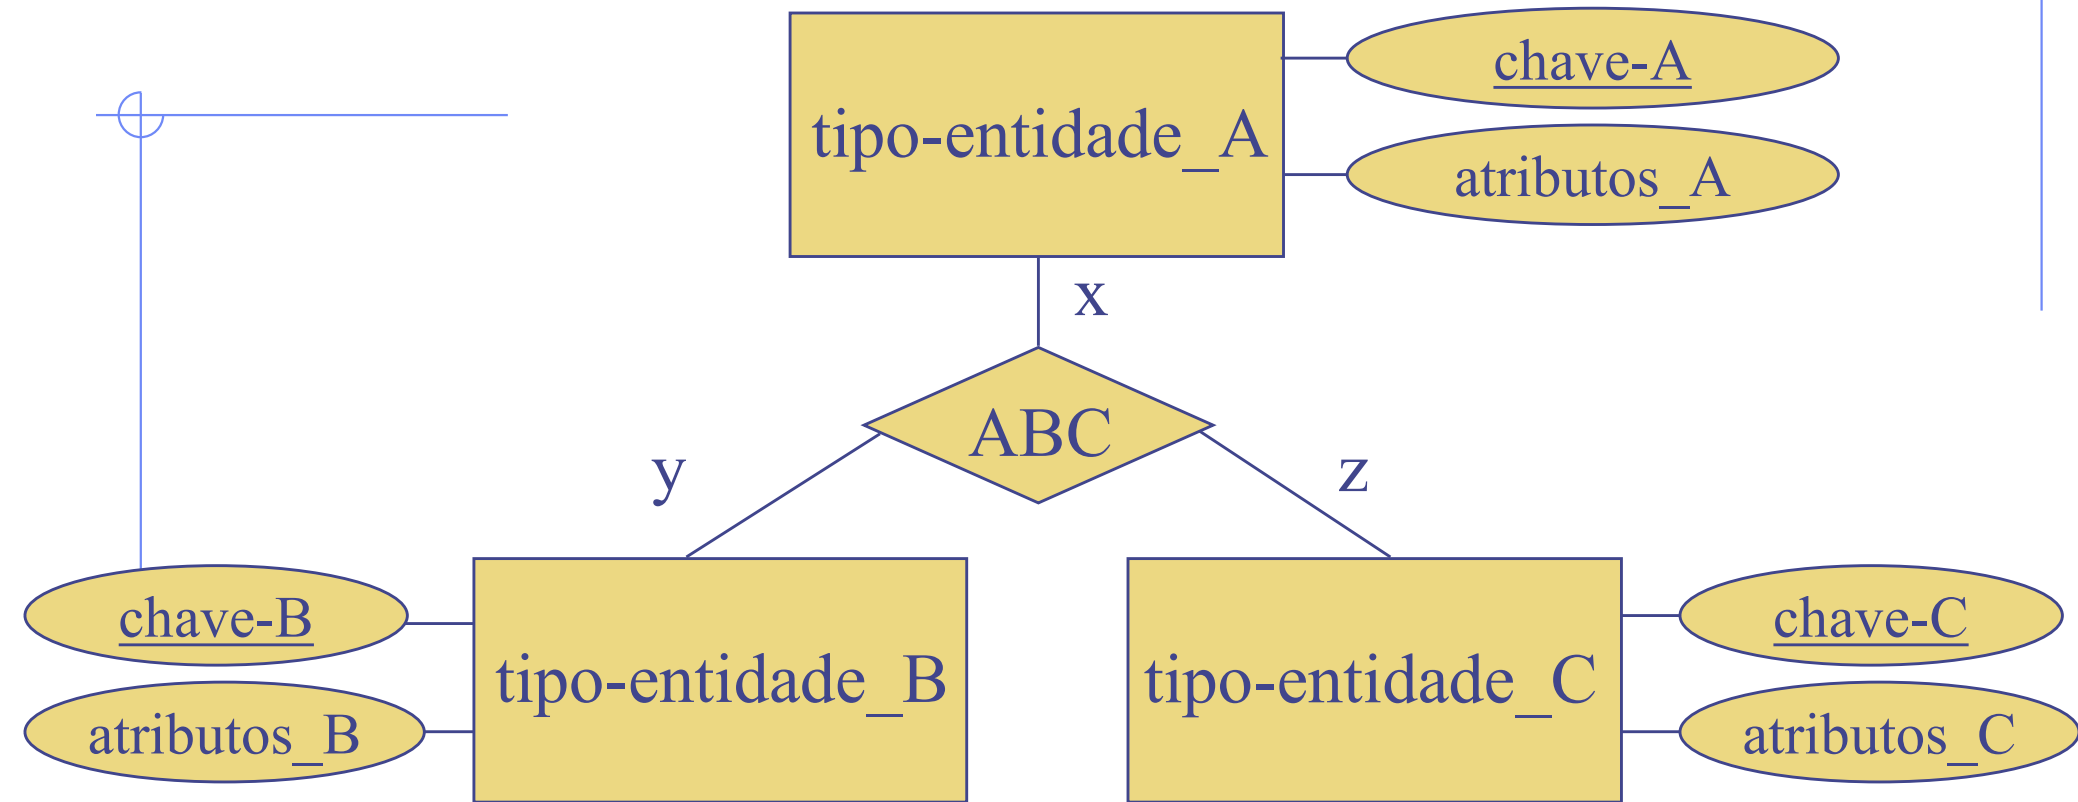 chave-A
tipo-entidade_A
atributos_A
x
ABC
y
z
chave-B
chave-C
tipo-entidade_B
tipo-entidade_C
atributos_B
atributos_C